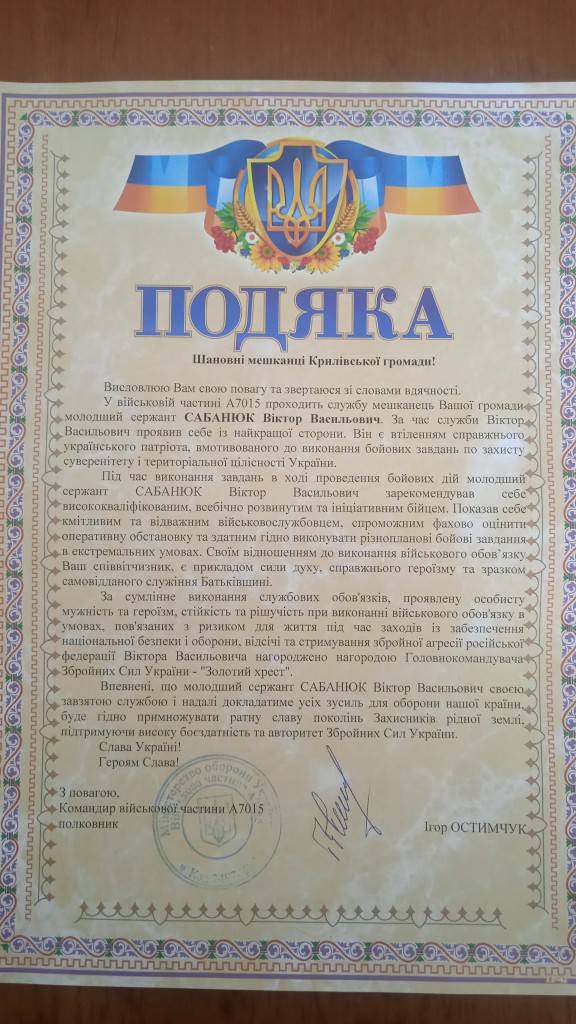 ПОДЯКА
Шановні мешканці Крилівської громади!
Висловлюю Вам свою повагу та звертаюся зі словами вдячності.
У військовій частині А7015 проходить службу мешканець Вашої громади
молодший сержант САБАНЮК Віктор Васильович. За час служби Віктор
Васильович проявив себе із найкращої сторони. Він є втіленням справжнього
українського патріота, вмотивованого до виконання бойових завдань по захисту
суверенітету і територіальної цілісності України.
Під час виконання завдань в ході проведення бойових дій молодший
сержант САБАНЮК Віктор Васильович зарекомендував себе
висококваліфікованим, всебічно розвинутим та ініціативним бійцем. Показав себе
кмітливим та відважним військовослужбовцем, спроможним фахово оцінити
оперативну обстановку та здатним гідно виконувати різнопланові бойові завдання
в екстремальних умовах. Своїм відношенням до виконання військового обов’язку
Ваш співвітчизник, є прикладом сили духу, справжнього героїзму та зразком
самовідданого служіння Батьківщині.
За сумлінне виконання службових обов'язків, проявлену особисту
мужність та героїзм, стійкість та рішучість при виконанні військового обов'язку в
умовах, пов'язаних з ризиком для життя під час заходів із забезпечення
національної безпеки і оборони, відсічі та стримування збройної агресії російської
федерації Віктора Васильовича нагороджено нагородою Головнокомандувача
Збройних Сил України - "Золотий хрест".
Впевнені, що молодший сержант САБАНЮК Віктор Васильович своєю
завзятою службою і надалі докладатиме усіх зусиль для оборони нашої країни,
буде гідно примножувати ратну славу поколінь Захисників рідної землі,
підтримуючи високу боєздатність та авторитет Збройних Сил України.
Слава Україні!
Героям Слава!
З повагою,
Командир військової частини А7015
полковник
Ігор ОСТИМЧУК
Міністерство оборони